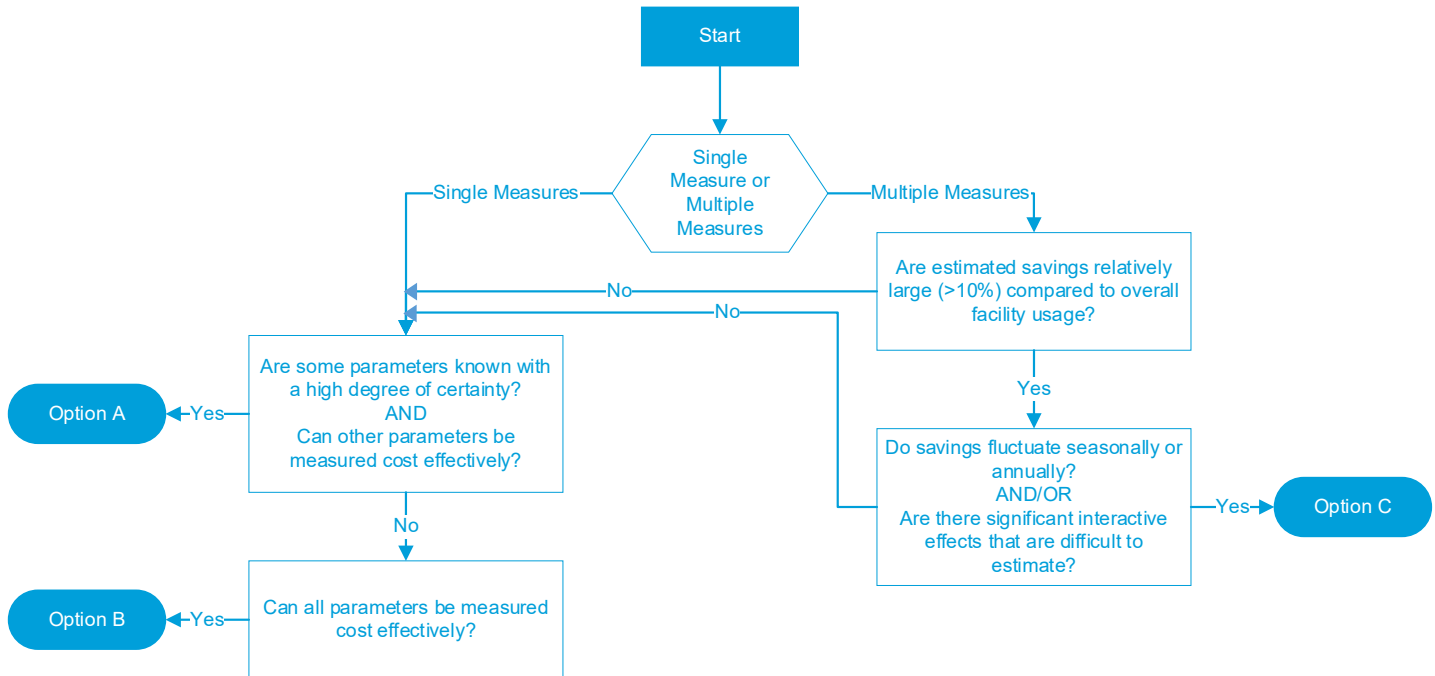 Start
Single
Measure or
Multiple
Measures
Single Measures
Multiple Measures
Are estimated savings relatively
large (>10%) compared to overall
facility usage?
No
No
Yes
Are some parameters known with
a high degree of certainty?
AND
Can other parameters be
measured cost effectively?
Yes
Option A
Do savings fluctuate seasonally or
annually?
AND/OR
Are there significant interactive
effects that are difficult to
estimate?
Yes
Option C
No
Can all parameters be measured
cost effectively?
Yes
Option B